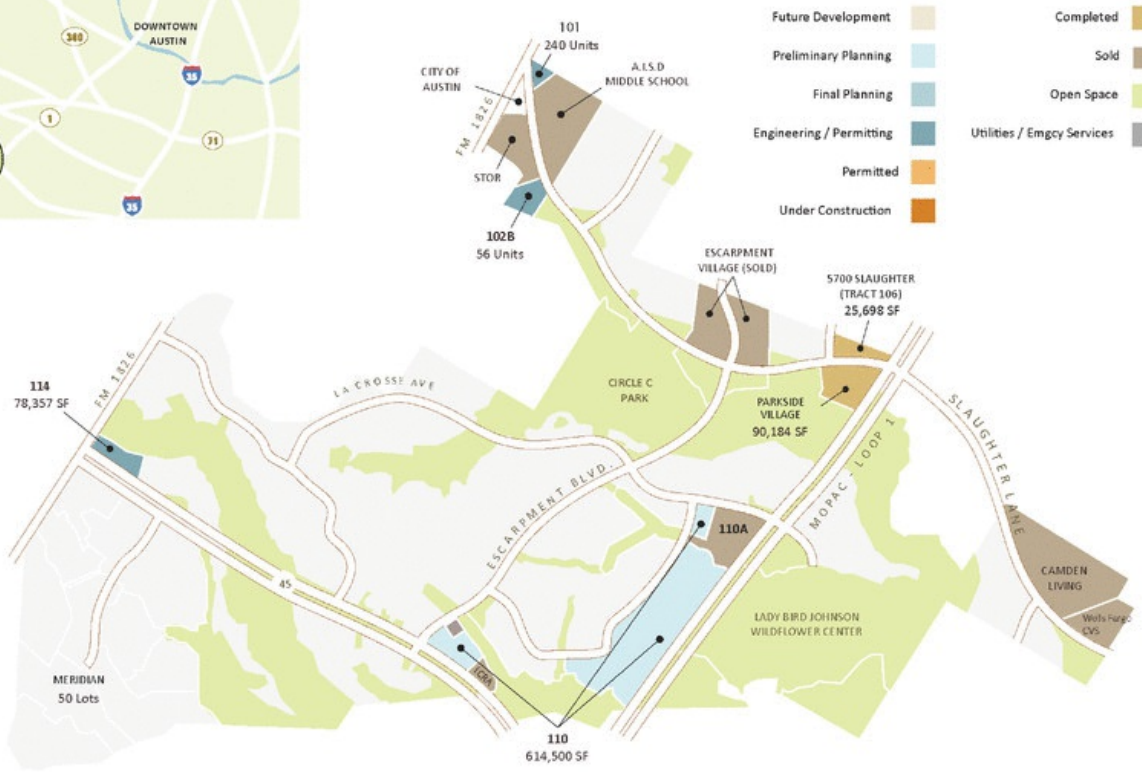 DOWNTOWN
AUSTIN
360
35
1
71
35
Future Development
Preliminary Planning
Final Planning
Engineering / Permitting
Permitted
Under Construction
Completed
Sold
Open Space
Utilities / Emgcy Services
101
240 Units
CITY OF
AUSTIN
A.I.S.D
MIDDLE SCHOOL
FM 1826
STOR
102B
56 Units
ESCARPMENT
VILLAGE (SOLD)
5700 SLAUGHTER
(TRACT 106)
25,698 SF
FM 1826
114
78,357 SF
LA CROSSE AVE
CIRCLE C
PARK
PARKSIDE
VILLAGE
90,184 SF
SLAUGHTER LANE
MOPAC - LOOP 1
ESCARPMENT BLVD.
110A
45
CAMDEN
LIVING
Wells Fargo
CVS
LADY BIRD JOHNSON
WILDFLOWER CENTER
LCRA
MERIDIAN
50 Lots
110
614,500 SF